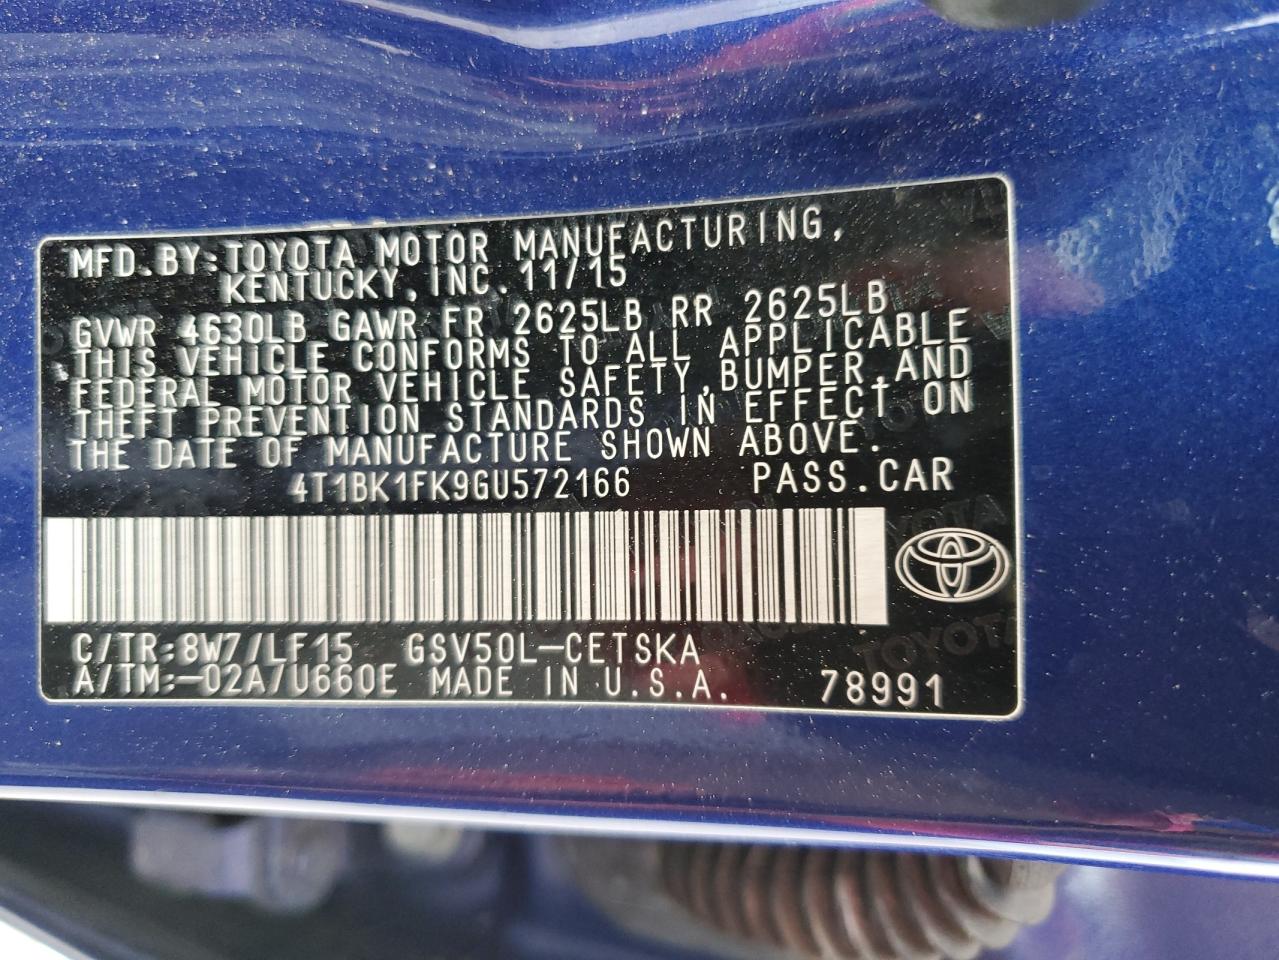 MFD.BY:TOYOTA MOTOR MANUFACTURING,
KENTUCKY, INC. 11/15
GVWR 4630LB GAWR FR 2625LB RR 2625LB
THIS VEHICLE CONFORMS TO ALL APPLICABLE
FEDERAL MOTOR VEHICLE SAFETY, BUMPER, AND
THEFT PREVENTION STANDARDS IN EFFECT ON
THE DATE OF MANUFACTURE SHOWN ABOVE.
4T1BK1FK9GU572166 PASS.CAR
C/TR:8W7/LF15 GSV50L-CETSKA
A/TM:-02A/U660E MADE IN U.S.A. 78991